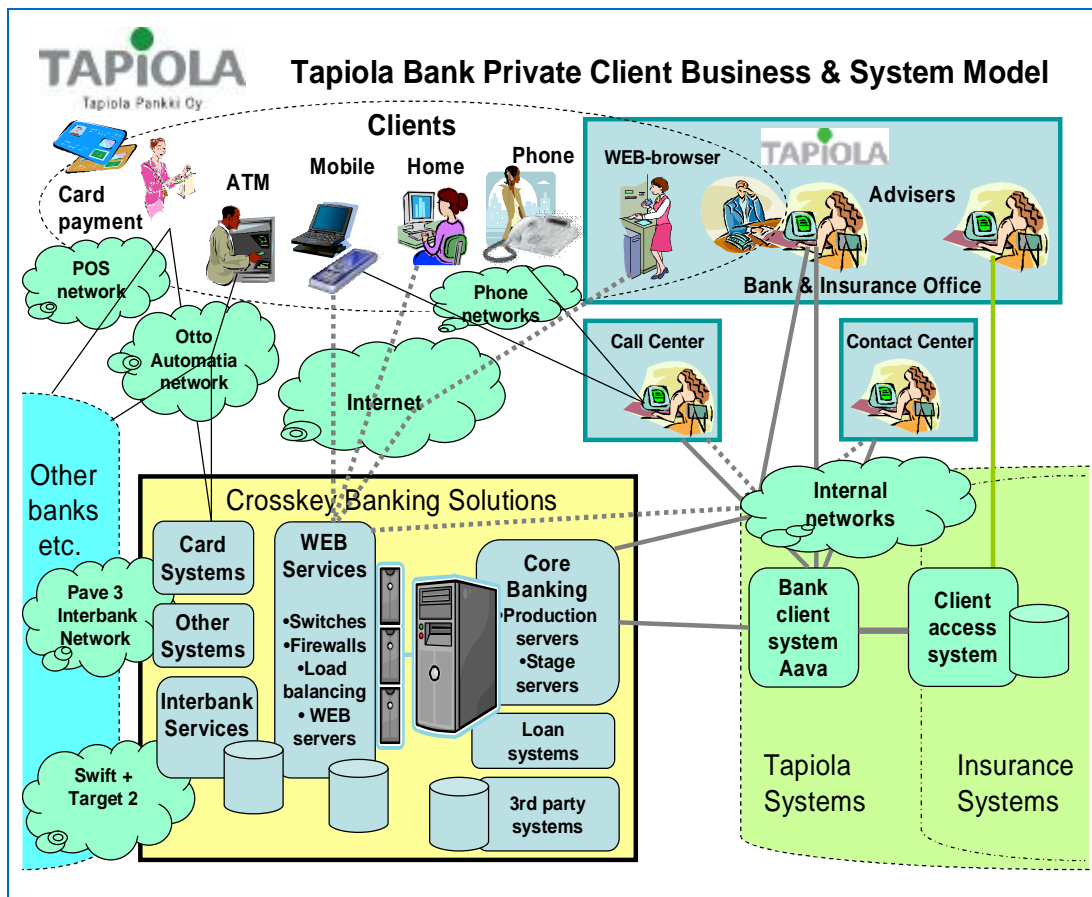 TAPIOLA
Tapiola Pankki Oy
Tapiola Bank Private Client Business & System Model
Clients
Card
payment
ATM
Mobile
Home
Phone
WEB-browser
TAPIOLA
Advisers
Bank & Insurance Office
POS
network
Otto
Automatia
network
Phone
networks
Internet
Call Center
Contact Center
Other
banks
etc.
Crosskey Banking Solutions
Internal
networks
Card
Systems
WEB
Services
•Switches
•Firewalls
•Load
balancing
• WEB
servers
Core
Banking
•Production
servers
•Stage
servers
Bank
client
system
Aava
Client
access
system
Pave 3
Interbank
Network
Other
Systems
Interbank
Services
Loan
systems
Swift +
Target 2
3rd party
systems
Tapiola
Systems
Insurance
Systems